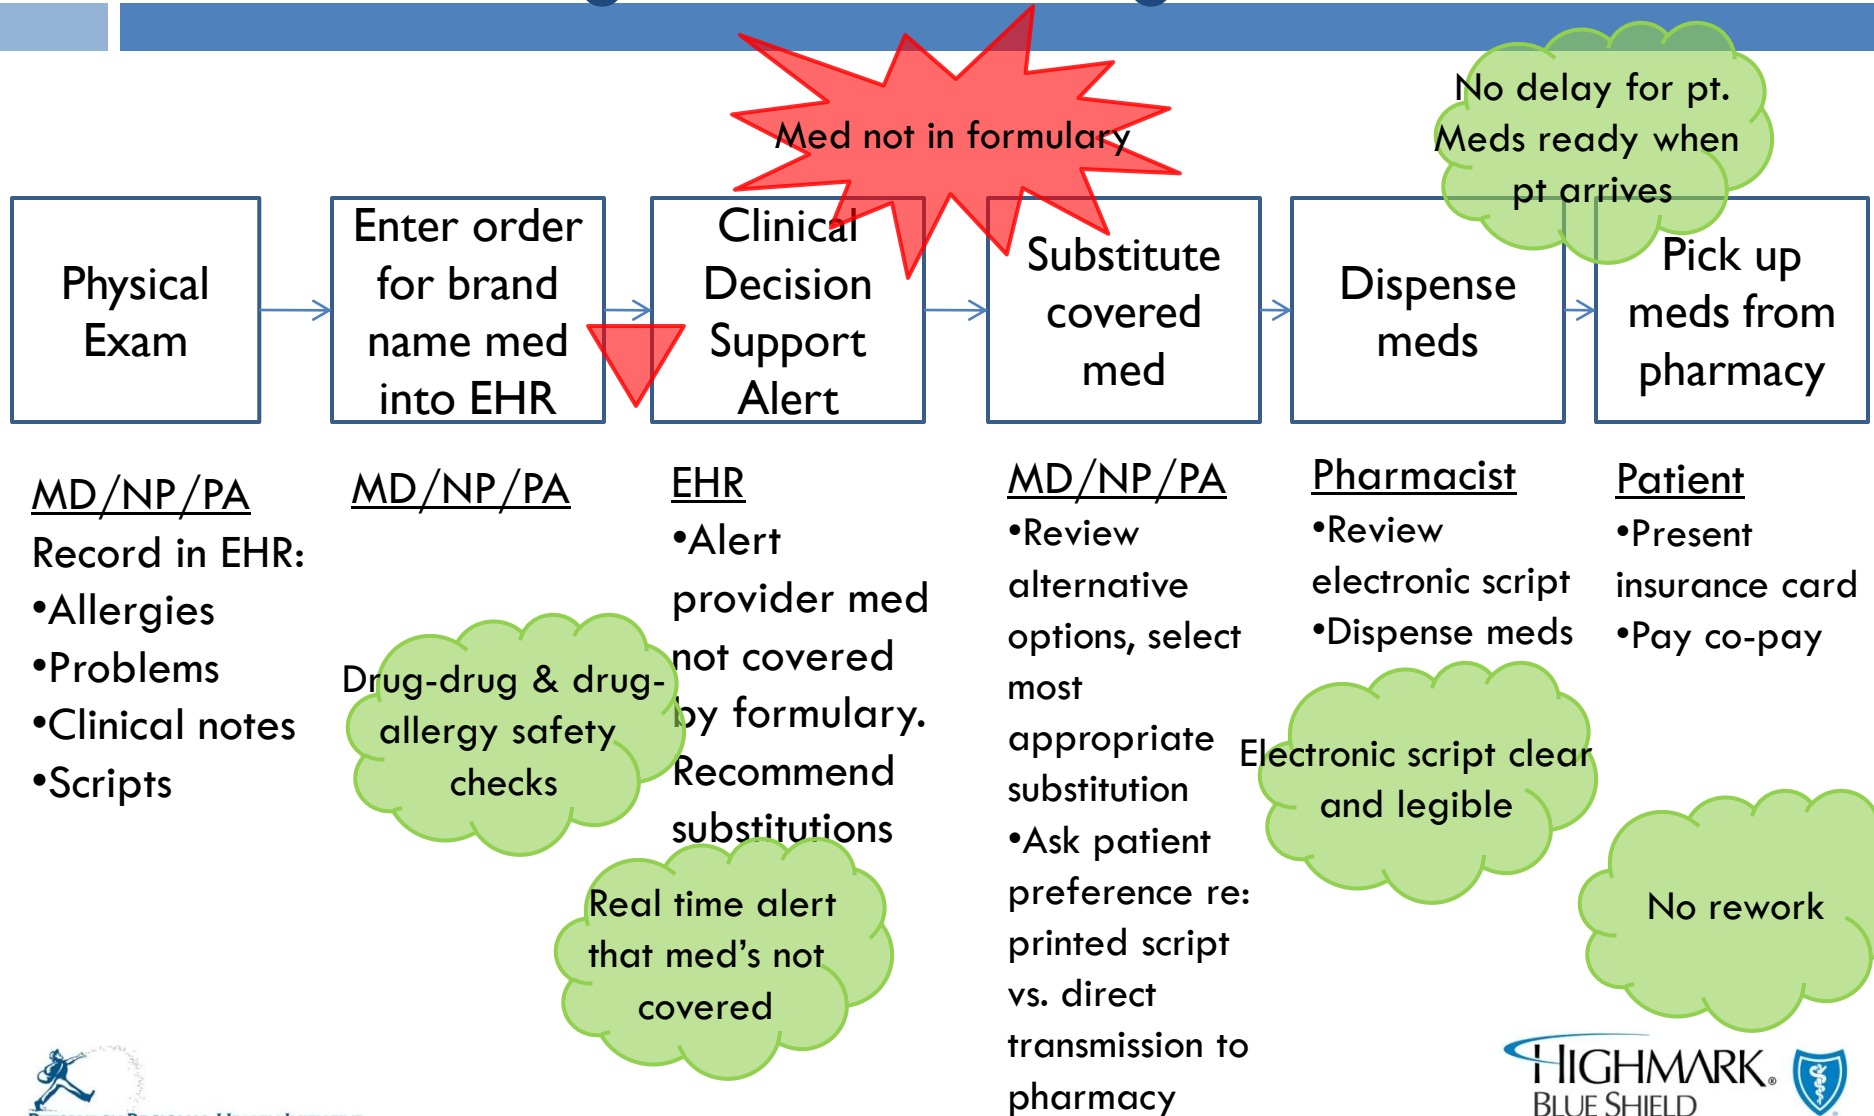 Med not in formulary
No delay for pt.
Meds ready when
pt arrives
Physical
Exam
Enter order
for brand
name med
into EHR
Clinical
Decision
Support
Alert
Substitute
covered
med
Dispense
meds
Pick up
meds from
pharmacy
MD/NP/PA
Record in EHR:
•Allergies
•Problems
•Clinical notes
•Scripts
MD/NP/PA
Drug-drug & drug-
allergy safety
checks
EHR
•Alert
provider med
not covered
by formulary.
Recommend
substitutions
Real time alert
that med's not
covered
MD/NP/PA
•Review
alternative
options, select
most
appropriate
substitution
•Ask patient
preference re:
printed script
vs. direct
transmission to
pharmacy
Pharmacist
•Review
electronic script
•Dispense meds
Electronic script clear
and legible
Patient
•Present
insurance card
•Pay co-pay
No rework
HIGHMARK®
BLUE SHIELD